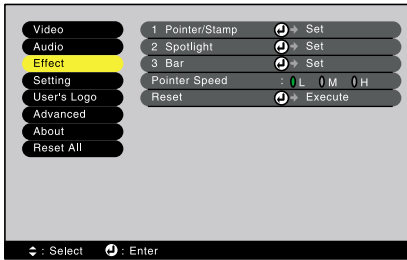 Video
Audio
Effect
Setting
User's Logo
Advanced
About
Reset All
1 Pointer/Stamp Set
2 Spotlight Set
3 Bar Set
Pointer Speed : L M H
Reset Execute
: Select : Enter